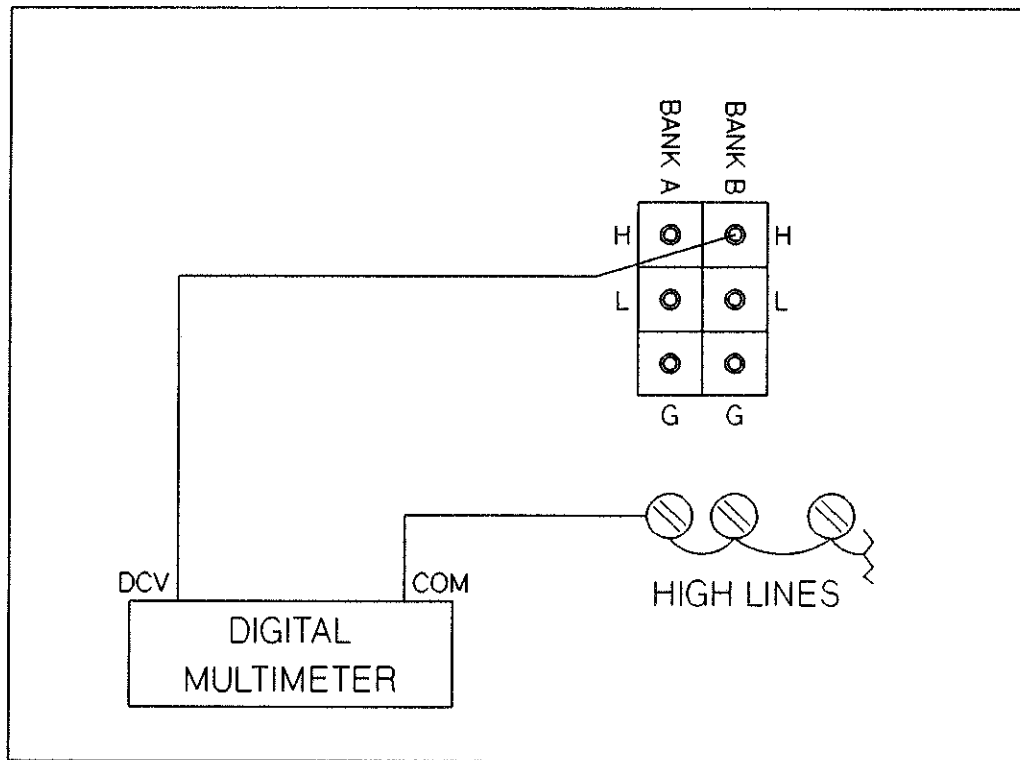 BANK A
BANK B
H
H
L
L
G
G
DCV
COM
HIGH LINES
DIGITAL
MULTIMETER